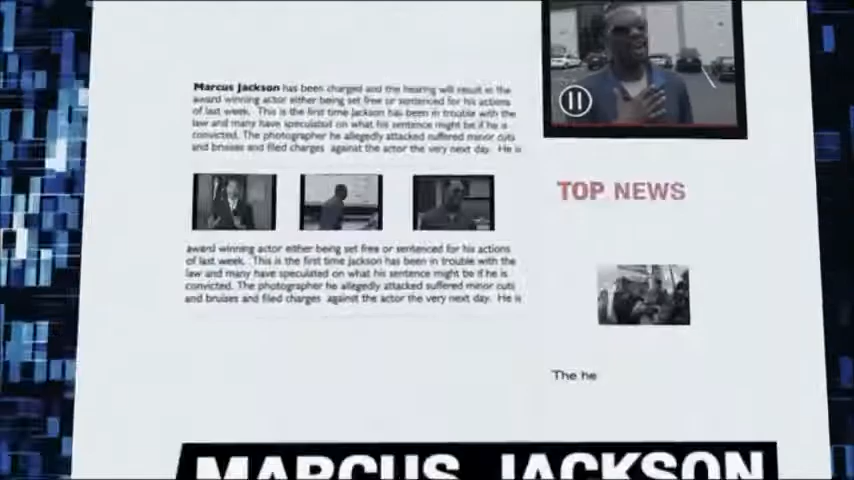 Marcus Jackson has been charged and the hearing will result in the
award winning actor either being set free or sentenced for his actions
of last week. This is the first time Jackson has been in trouble with the
law and many have speculated on what his sentence might be if he is
convicted. The photographer he allegedly attacked suffered minor cuts
and bruises and filed charges against the actor the very next day. He is
award winning actor either being set free or sentenced for his actions
of last week. This is the first time Jackson has been in trouble with the
law and many have speculated on what his sentence might be if he is
convicted. The photographer he allegedly attacked suffered minor cuts
and bruises and filed charges against the actor the very next day. He is
TOP NEWS
The he
MARCUS JACKSON